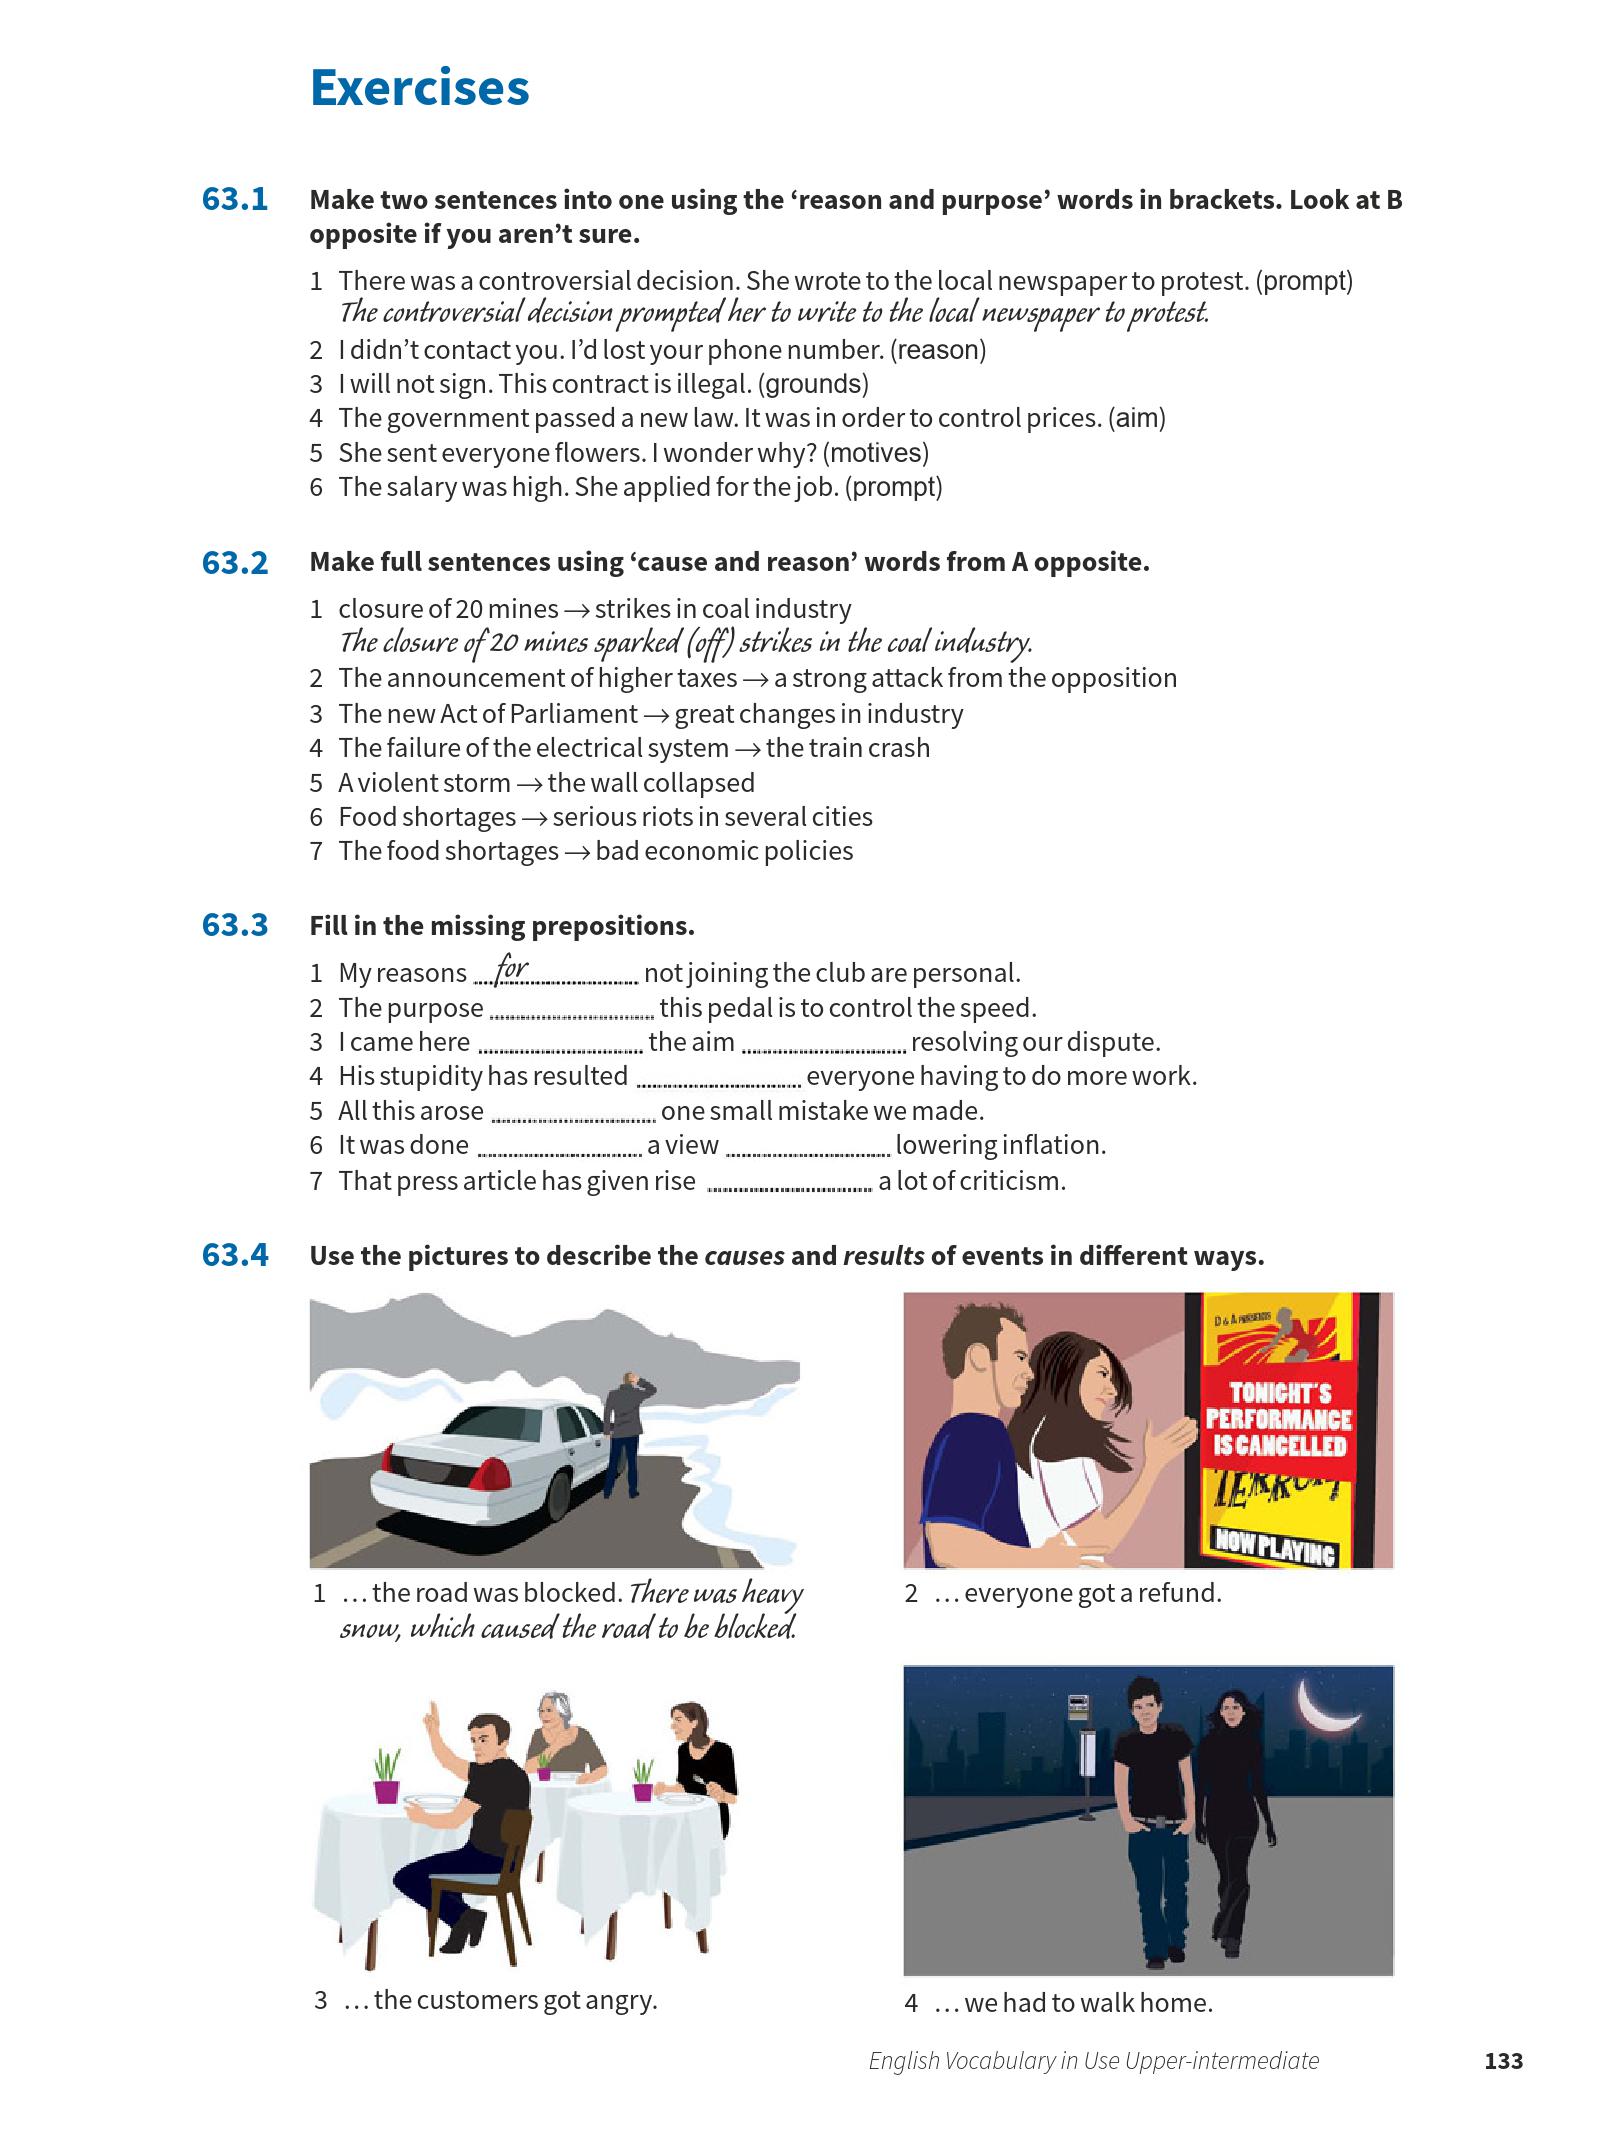 Exercises
63.1 Make two sentences into one using the ‘reason and purpose’ words in brackets. Look at B
opposite if you aren’t sure.
1 There was a controversial decision. She wrote to the local newspaper to protest. (prompt)
The controversial decision prompted her to write to the local newspaper to protest.
2 I didn’t contact you. I’d lost your phone number. (reason)
3 I will not sign. This contract is illegal. (grounds)
4 The government passed a new law. It was in order to control prices. (aim)
5 She sent everyone flowers. I wonder why? (motives)
6 The salary was high. She applied for the job. (prompt)
63.2 Make full sentences using ‘cause and reason’ words from A opposite.
1 closure of 20 mines → strikes in coal industry
The closure of 20 mines sparked (off) strikes in the coal industry.
2 The announcement of higher taxes → a strong attack from the opposition
3 The new Act of Parliament → great changes in industry
4 The failure of the electrical system → the train crash
5 A violent storm → the wall collapsed
6 Food shortages → serious riots in several cities
7 The food shortages → bad economic policies
63.3 Fill in the missing prepositions.
1 My reasons for not joining the club are personal.
2 The purpose ........................ this pedal is to control the speed.
3 I came here ........................ the aim ........................ resolving our dispute.
4 His stupidity has resulted ........................ everyone having to do more work.
5 All this arose ........................ one small mistake we made.
6 It was done ........................ a view ........................ lowering inflation.
7 That press article has given rise ........................ a lot of criticism.
63.4 Use the pictures to describe the causes and results of events in different ways.
D & A PRESENTS
TONIGHT'S
PERFORMANCE
IS CANCELLED
NOW PLAYING
1 … the road was blocked. There was heavy
snow, which caused the road to be blocked.
2 … everyone got a refund.
3 … the customers got angry.
4 … we had to walk home.
English Vocabulary in Use Upper-intermediate 133